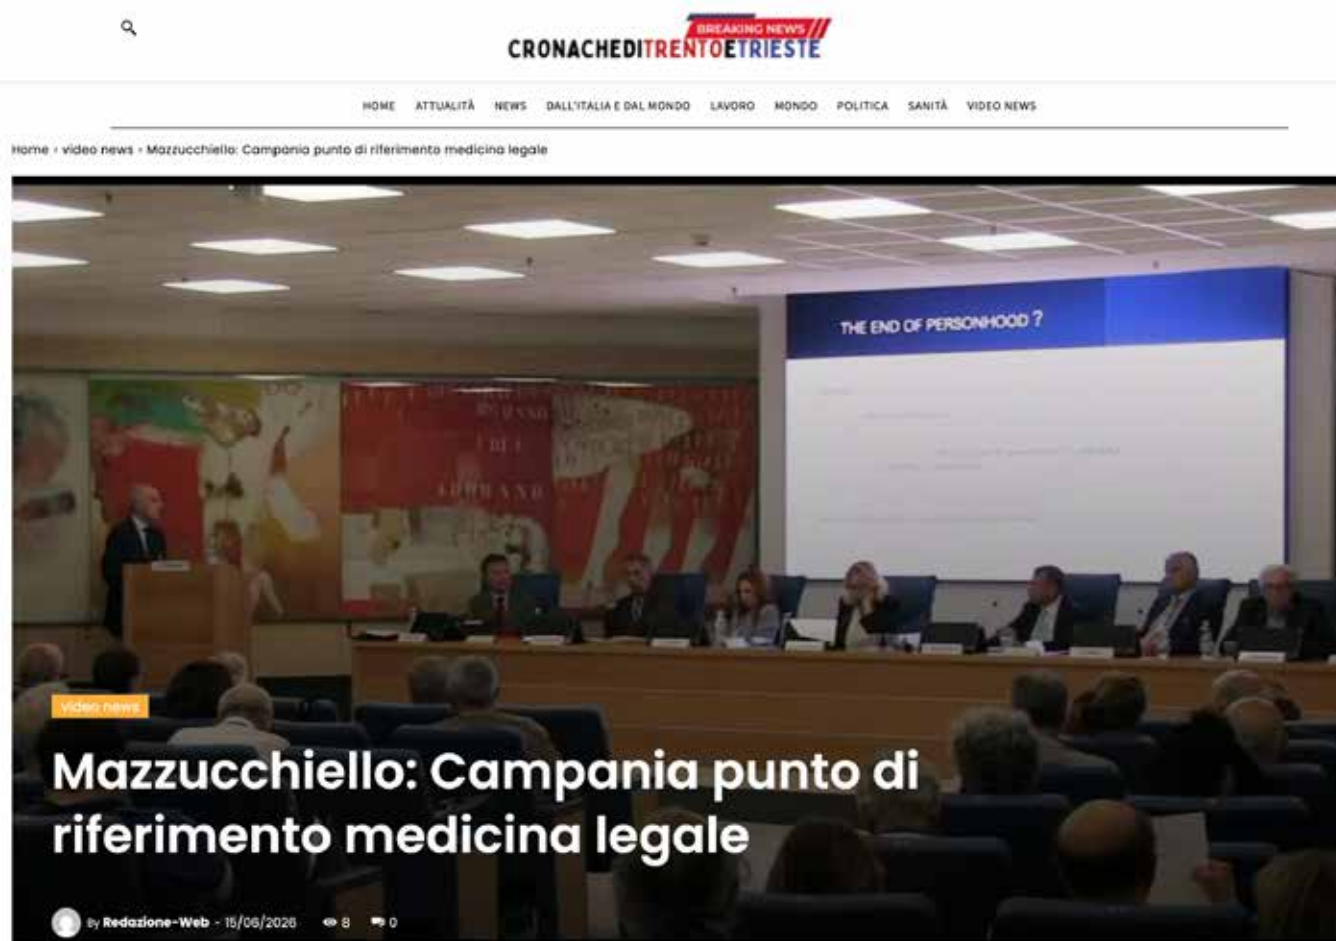 BREAKING NEWS
CRONACHEDITRENTOETRIESTE
HOME ATTUALITÀ NEWS DALL'ITALIA E DAL MONDO LAVORO MONDO POLITICA SANITÀ VIDEO NEWS
Home › video news › Mazzucchiello: Campania punto di riferimento medicina legale
THE END OF PERSONHOOD ?
video news
Mazzucchiello: Campania punto di
riferimento medicina legale
By Redazione-Web - 15/06/2026 8 0